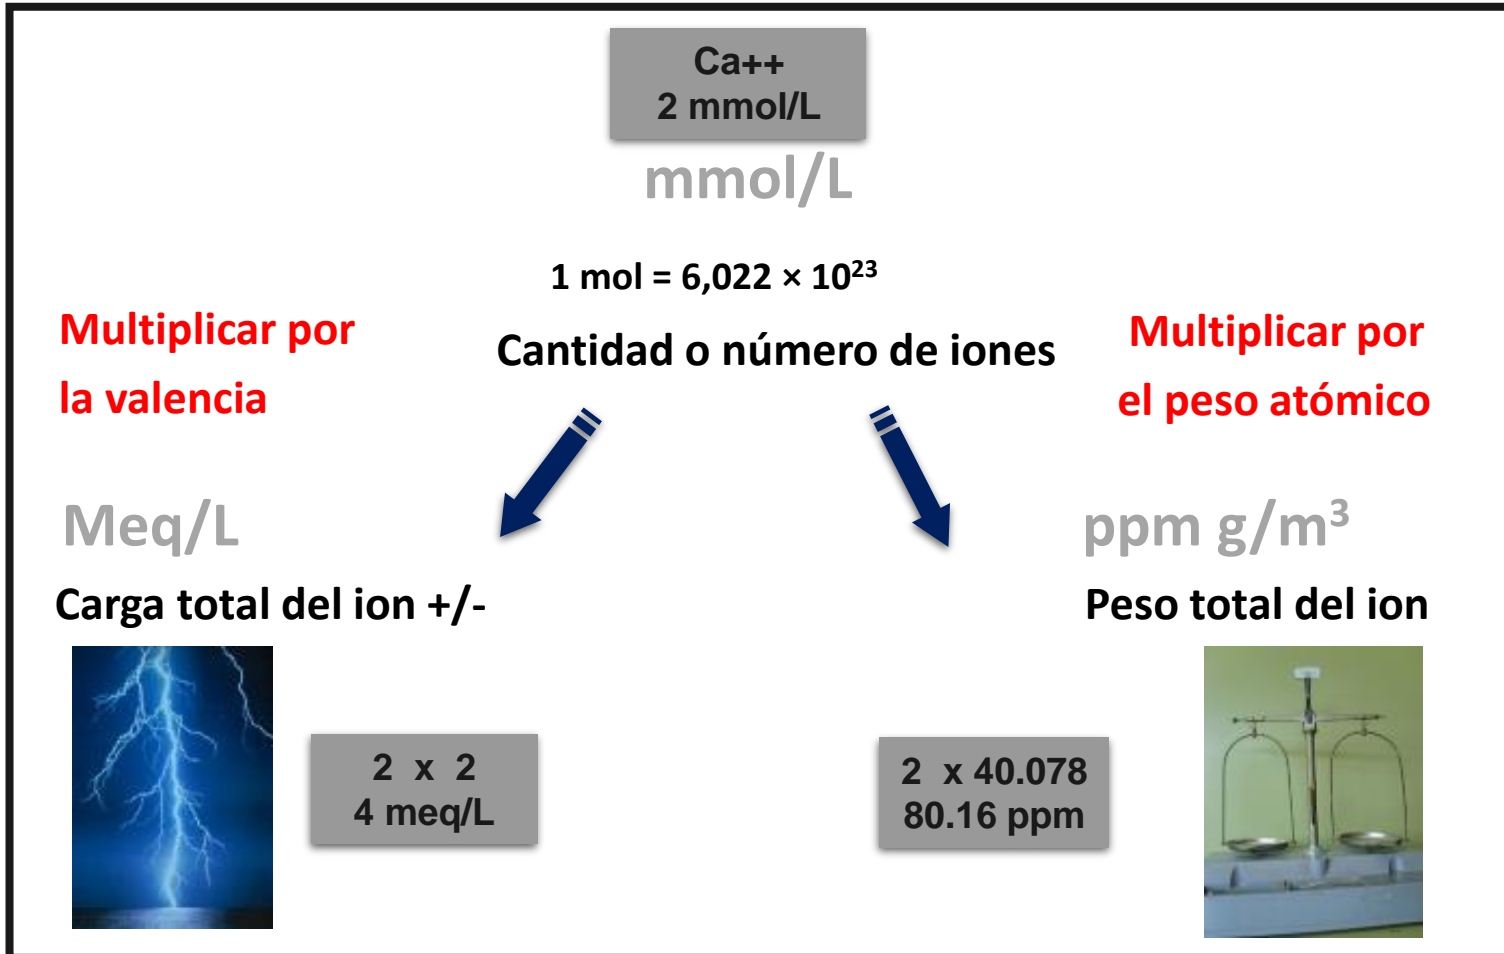 Ca++
2 mmol/L
mmol/L
1 mol = 6,022 × 10²³
Cantidad o número de iones
Multiplicar por
la valencia
Multiplicar por
el peso atómico
Meq/L
Carga total del ion +/-
ppm g/m³
Peso total del ion
2 x 2
4 meq/L
2 x 40.078
80.16 ppm